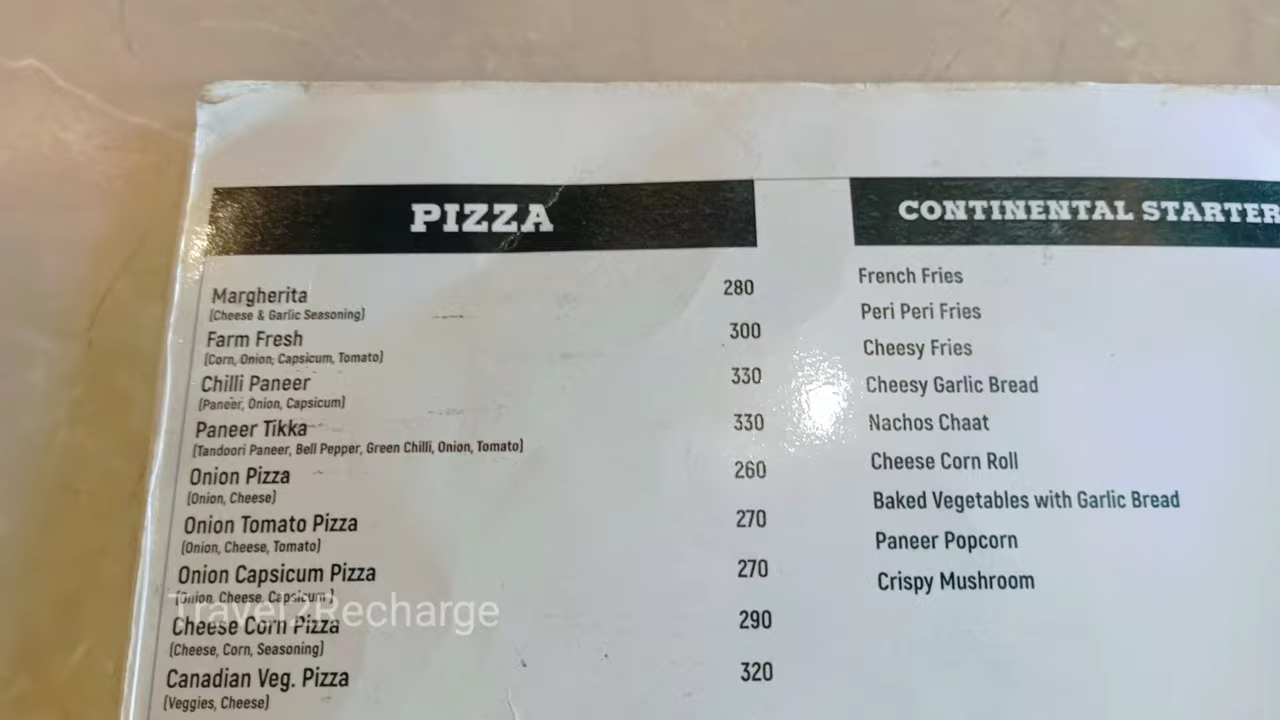 PIZZA
Margherita 280
(Cheese & Garlic Seasoning)
Farm Fresh 300
(Corn, Onion, Capsicum, Tomato)
Chilli Paneer 330
(Paneer, Onion, Capsicum)
Paneer Tikka 330
(Tandoori Paneer, Bell Pepper, Green Chilli, Onion, Tomato)
Onion Pizza 260
(Onion, Cheese)
Onion Tomato Pizza 270
(Onion, Cheese, Tomato)
Onion Capsicum Pizza 270
(Onion, Cheese, Capsicum )
Cheese Corn Pizza 290
(Cheese, Corn, Seasoning)
Canadian Veg. Pizza 320
(Veggies, Cheese)
CONTINENTAL STARTER
French Fries
Peri Peri Fries
Cheesy Fries
Cheesy Garlic Bread
Nachos Chaat
Cheese Corn Roll
Baked Vegetables with Garlic Bread
Paneer Popcorn
Crispy Mushroom
Travel2Recharge